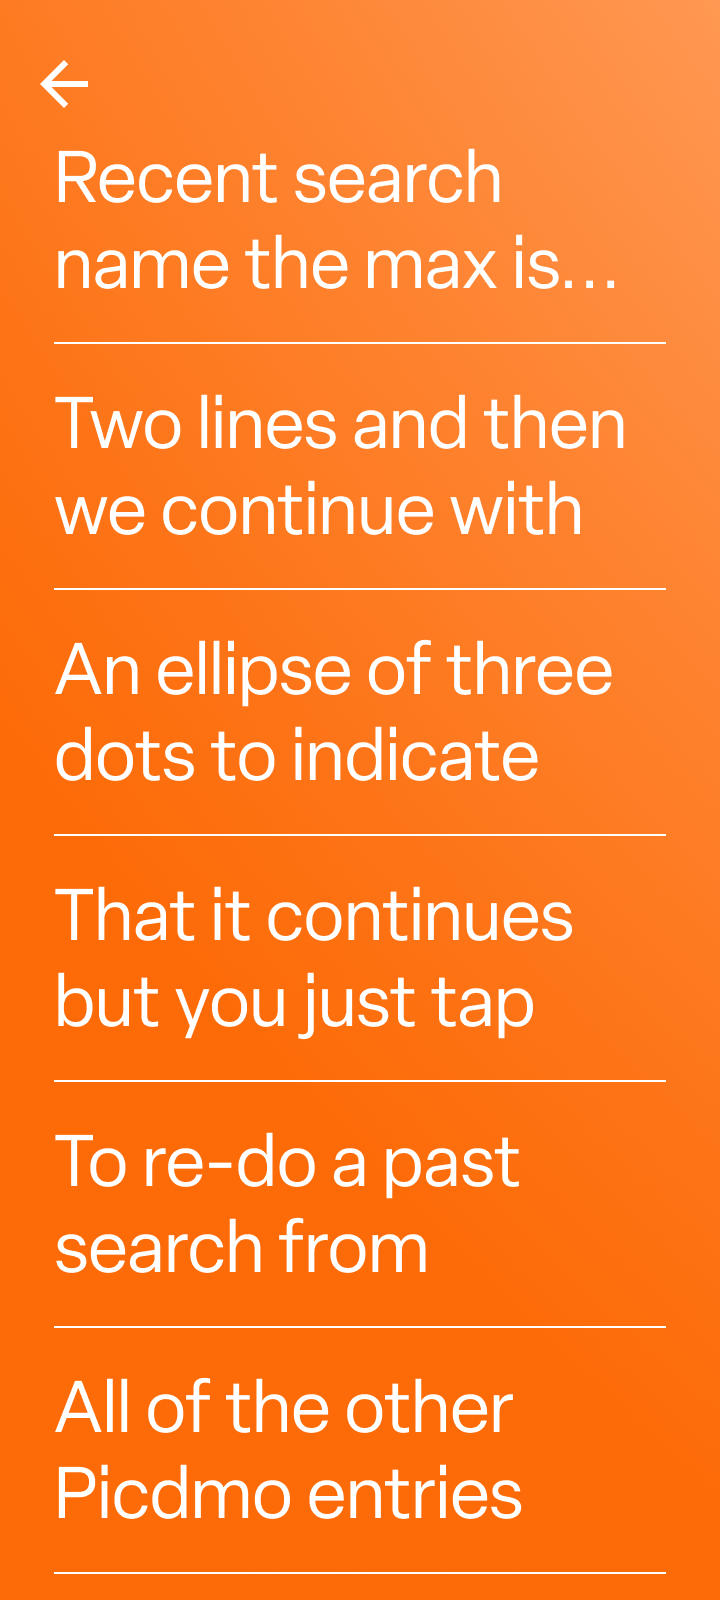 Recent search
name the max is...
Two lines and then
we continue with
An ellipse of three
dots to indicate
That it continues
but you just tap
To re-do a past
search from
All of the other
Picdmo entries